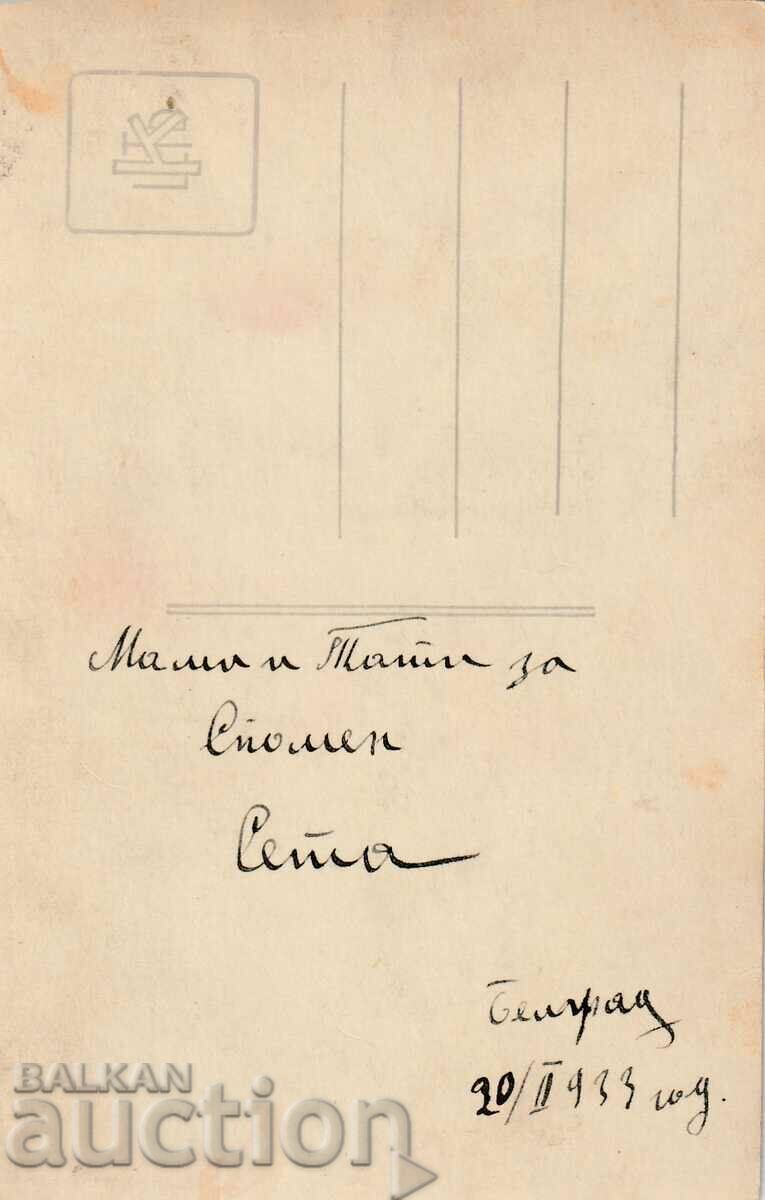 Мами и Тати за
Спомен
Сета
Белград
20/II 1933 год.
BALKAN
auction